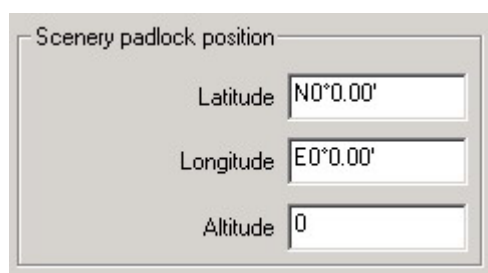 Scenery padlock position
Latitude N0*0.00'
Longitude E0*0.00'
Altitude 0